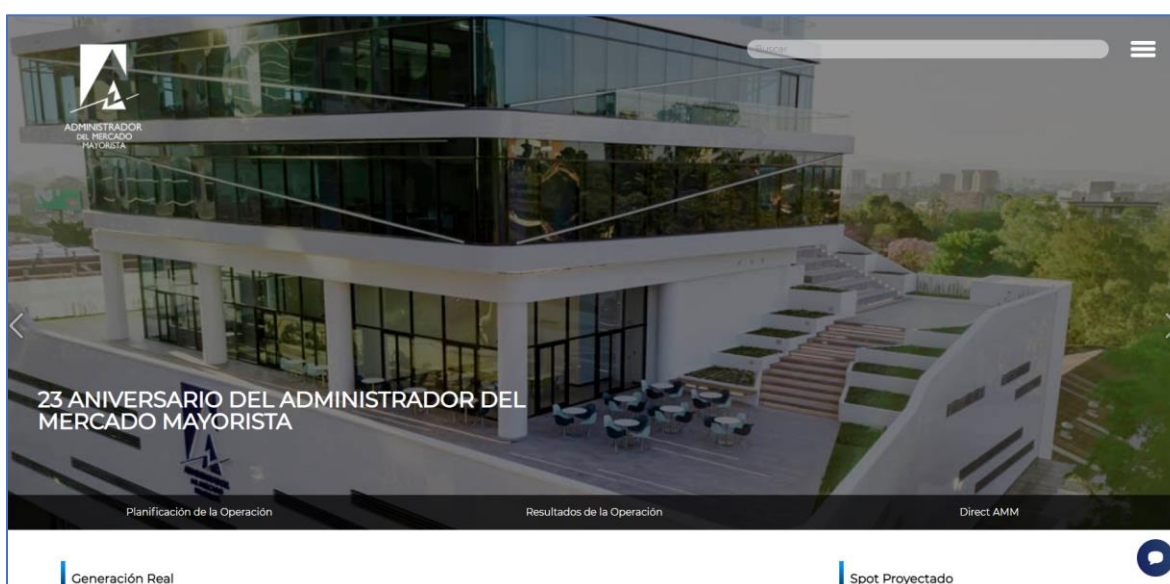 Buscar
ADMINISTRADOR
DEL MERCADO
MAYORISTA
23 ANIVERSARIO DEL ADMINISTRADOR DEL
MERCADO MAYORISTA
Planificación de la Operación
Resultados de la Operación
Direct AMM
Generación Real
Spot Proyectado